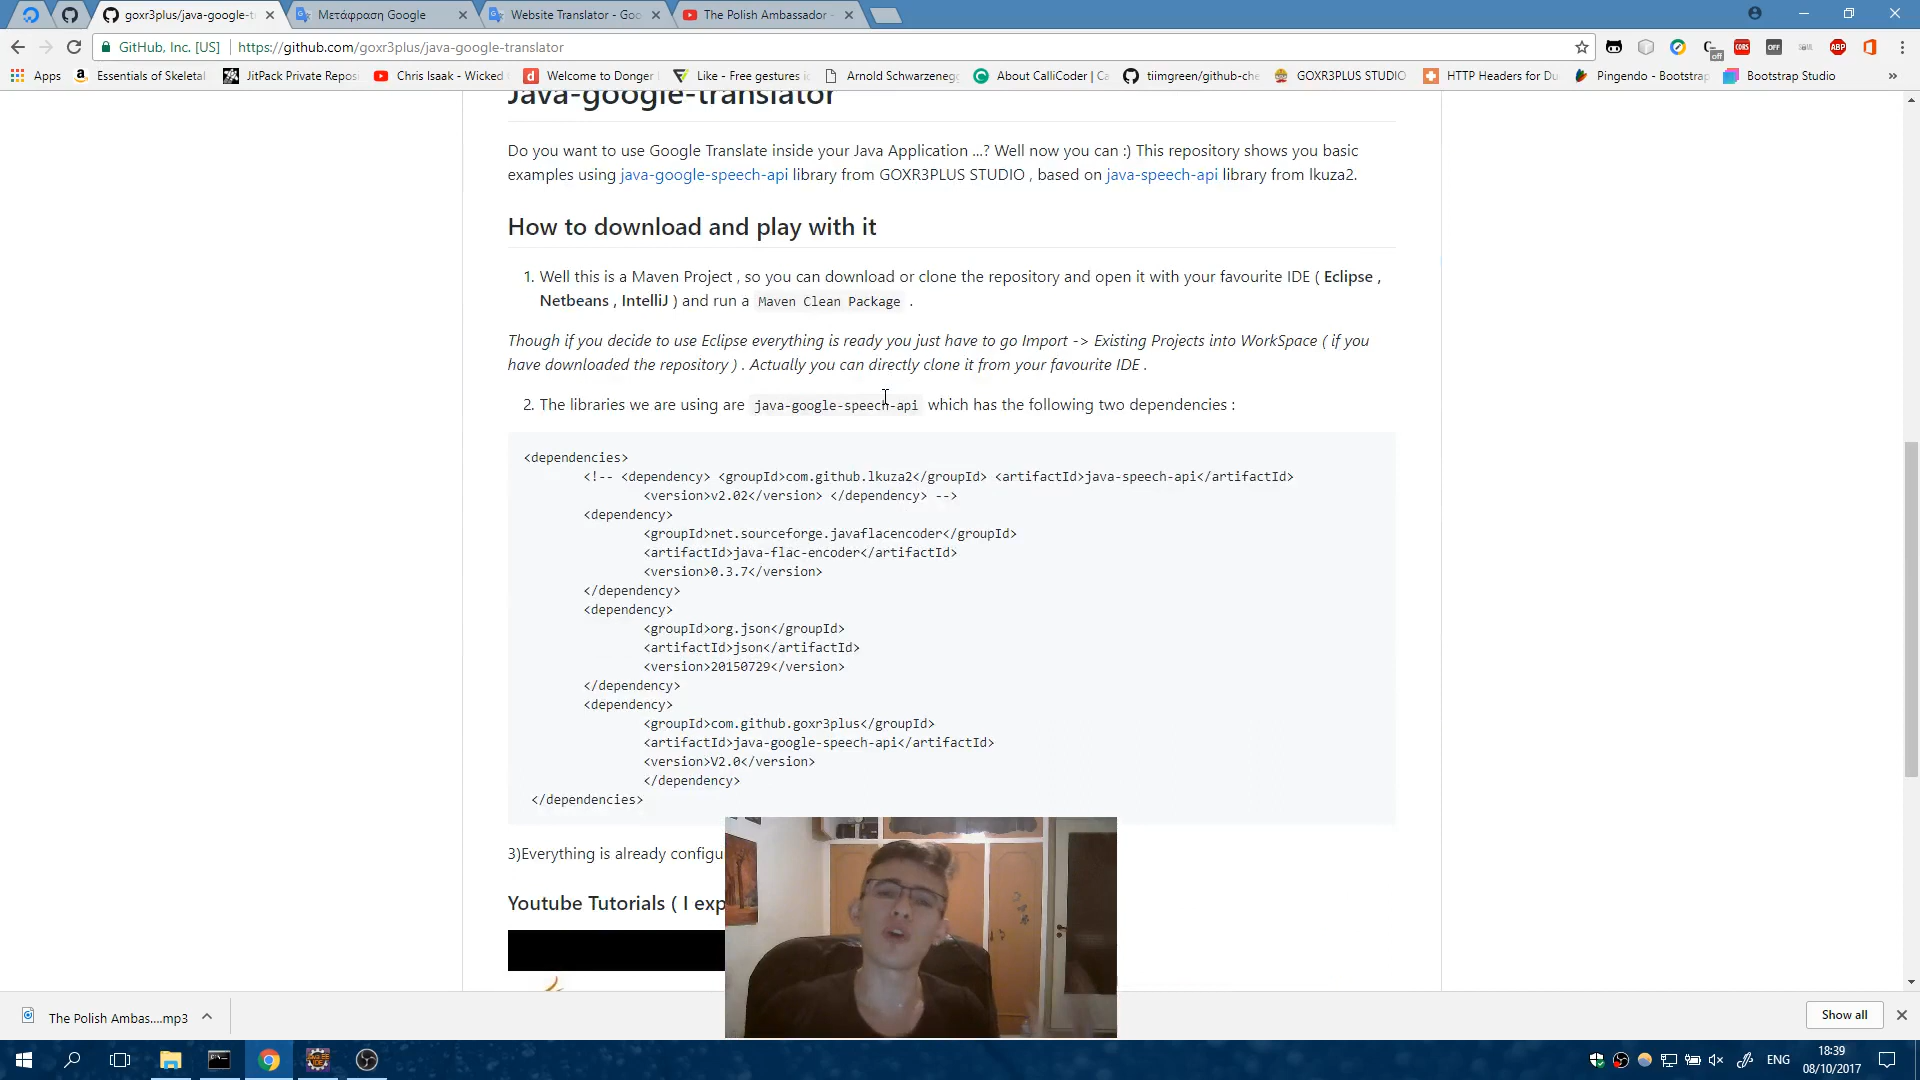 goxr3plus/java-google-t
Μετάφραση Google
Website Translator - Goo
The Polish Ambassador -
GitHub, Inc. [US]
https://github.com/goxr3plus/java-google-translator
Apps
Essentials of Skeletal
JitPack Private Repos
Chris Isaak - Wicked
Welcome to Donger
Like - Free gestures
Arnold Schwarzeneg
About CalliCoder | Ca
tiimgreen/github-che
GOXR3PLUS STUDIO
HTTP Headers for Du
Pingendo - Bootstrap
Bootstrap Studio
»
CORS
OFF
off
ABP
Java-google-translator
Do you want to use Google Translate inside your Java Application ...? Well now you can :) This repository shows you basic
examples using java-google-speech-api library from GOXR3PLUS STUDIO , based on java-speech-api library from lkuza2.
How to download and play with it
1. Well this is a Maven Project , so you can download or clone the repository and open it with your favourite IDE ( Eclipse ,
Netbeans , IntelliJ ) and run a Maven Clean Package .
Though if you decide to use Eclipse everything is ready you just have to go Import -> Existing Projects into WorkSpace ( if you
have downloaded the repository ) . Actually you can directly clone it from your favourite IDE .
2. The libraries we are using are java-google-speech-api which has the following two dependencies :
<dependencies>
<!-- <dependency> <groupId>com.github.lkuza2</groupId> <artifactId>java-speech-api</artifactId>
<version>v2.02</version> </dependency> -->
<dependency>
<groupId>net.sourceforge.javaflacencoder</groupId>
<artifactId>java-flac-encoder</artifactId>
<version>0.3.7</version>
</dependency>
<dependency>
<groupId>org.json</groupId>
<artifactId>json</artifactId>
<version>20150729</version>
</dependency>
<dependency>
<groupId>com.github.goxr3plus</groupId>
<artifactId>java-google-speech-api</artifactId>
<version>V2.0</version>
</dependency>
</dependencies>
3)Everything is already configu
Youtube Tutorials ( I exp
The Polish Ambas....mp3
Show all
ENG
18:39
08/10/2017